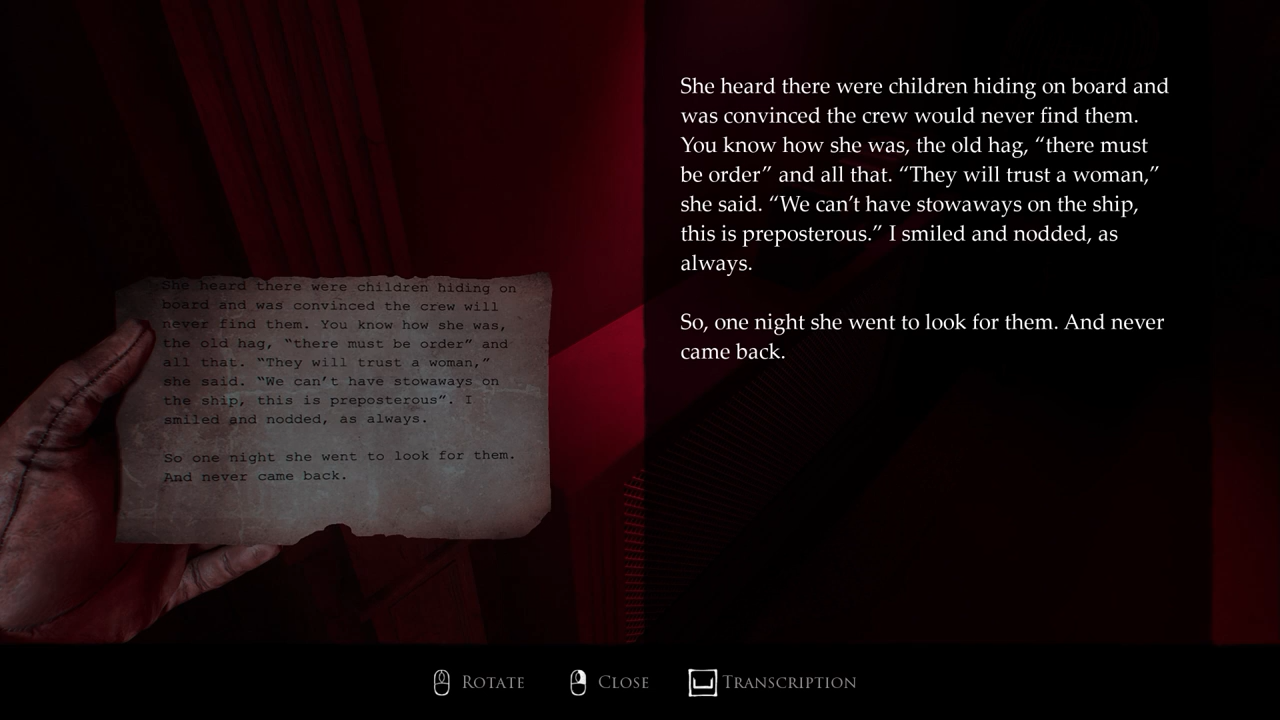 She heard there were children hiding on
board and was convinced the crew will
never find them. You know how she was,
the old hag, “there must be order” and
all that. “They will trust a woman,”
she said. “We can’t have stowaways on
the ship, this is preposterous”. I
smiled and nodded, as always.
So one night she went to look for them.
And never came back.
She heard there were children hiding on board and
was convinced the crew would never find them.
You know how she was, the old hag, “there must
be order” and all that. “They will trust a woman,”
she said. “We can’t have stowaways on the ship,
this is preposterous.” I smiled and nodded, as
always.
So, one night she went to look for them. And never
came back.
ROTATE CLOSE TRANSCRIPTION